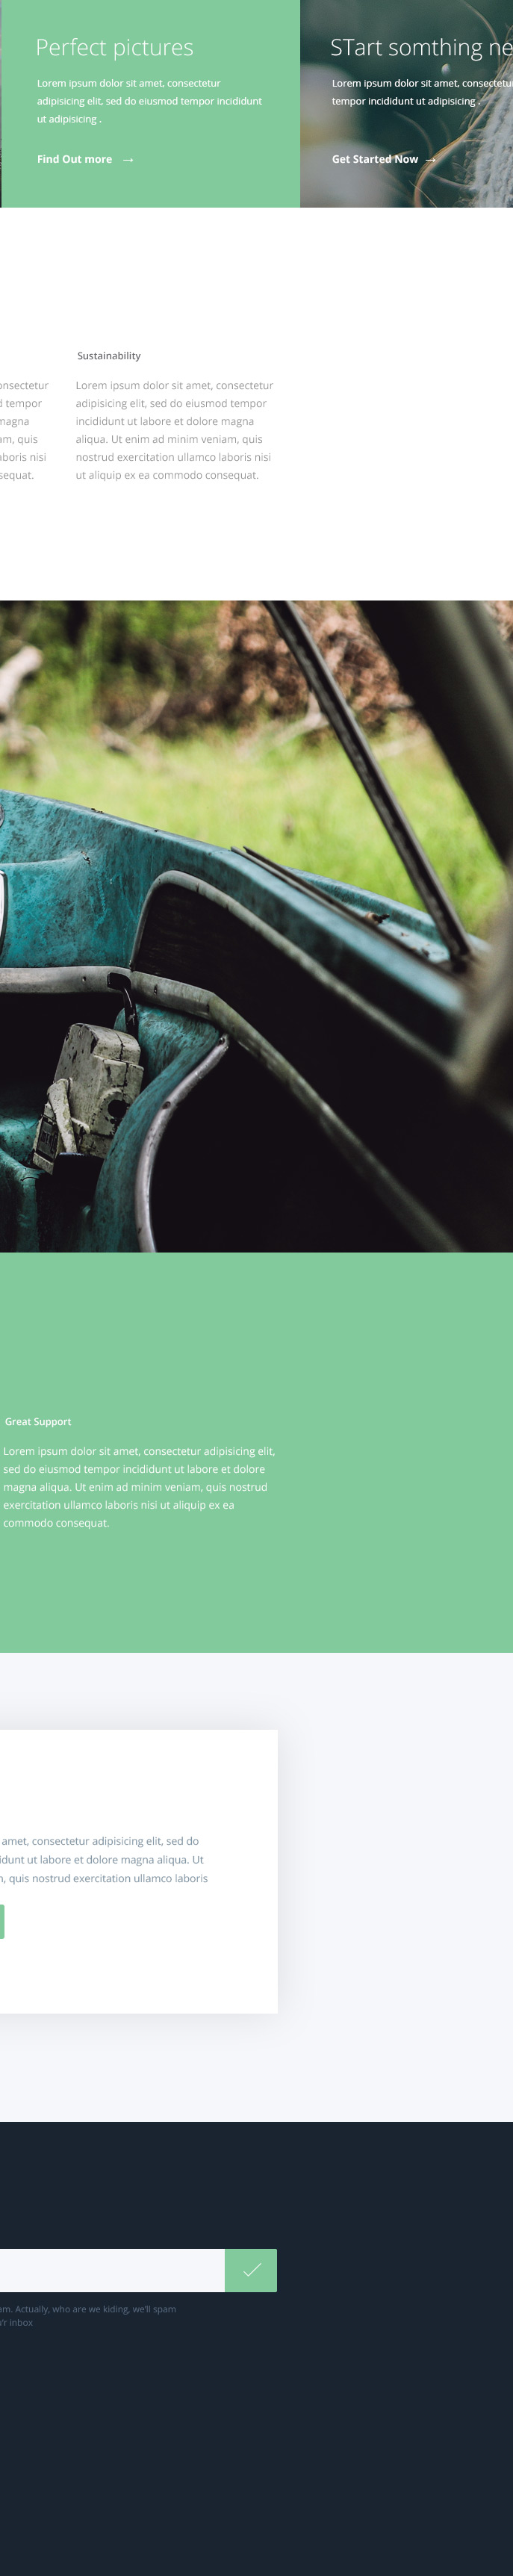 Perfect pictures
Lorem ipsum dolor sit amet, consectetur
adipisicing elit, sed do eiusmod tempor incididunt
ut adipisicing .
Find Out more →
STart somthing ne
Lorem ipsum dolor sit amet, consectetur
tempor incididunt ut adipisicing .
Get Started Now →
onsectetur
d tempor
magna
am, quis
aboris nisi
sequat.
Sustainability
Lorem ipsum dolor sit amet, consectetur
adipisicing elit, sed do eiusmod tempor
incididunt ut labore et dolore magna
aliqua. Ut enim ad minim veniam, quis
nostrud exercitation ullamco laboris nisi
ut aliquip ex ea commodo consequat.
Great Support
Lorem ipsum dolor sit amet, consectetur adipisicing elit,
sed do eiusmod tempor incididunt ut labore et dolore
magna aliqua. Ut enim ad minim veniam, quis nostrud
exercitation ullamco laboris nisi ut aliquip ex ea
commodo consequat.
amet, consectetur adipisicing elit, sed do
idunt ut labore et dolore magna aliqua. Ut
, quis nostrud exercitation ullamco laboris
am. Actually, who are we kiding, we'll spam
'r inbox